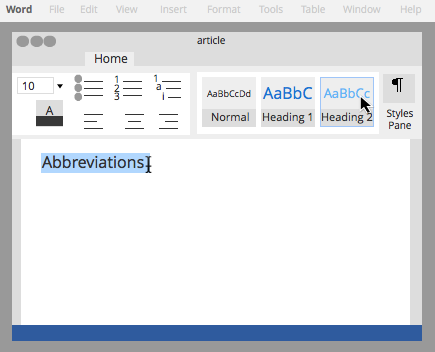 Word File Edit View Insert Format Tools Table Window Help
article
Home
10
A
1
2
3
1
a
i
AaBbCcDd
Normal
AaBbC
Heading 1
AaBbCc
Heading 2
¶
Styles
Pane
Abbreviations